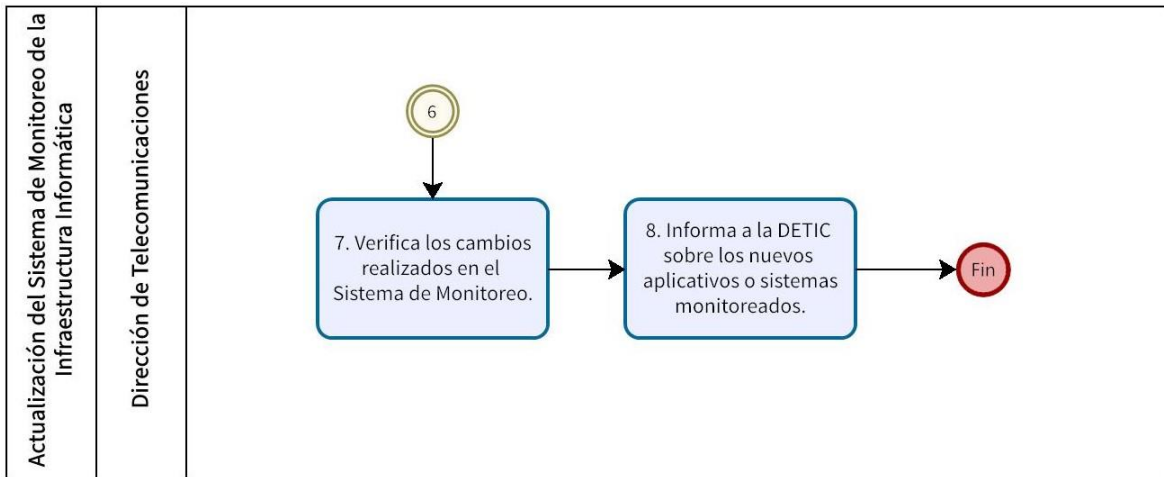 Actualización del Sistema de Monitoreo de la
Infraestructura Informática
Dirección de Telecomunicaciones
6
7. Verifica los cambios
realizados en el
Sistema de Monitoreo.
8. Informa a la DETIC
sobre los nuevos
aplicativos o sistemas
monitoreados.
Fin